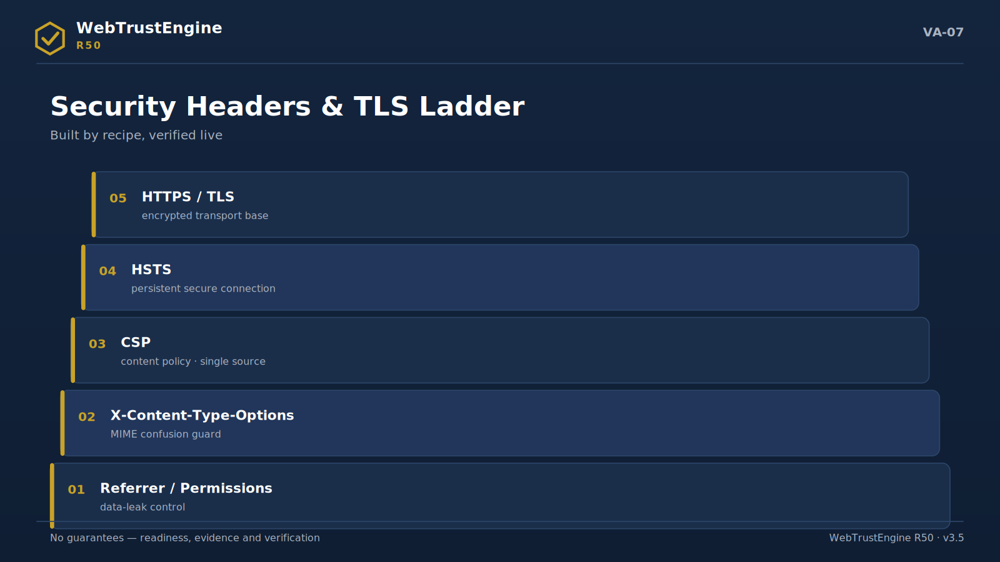 WebTrustEngine
R50
VA-07
Security Headers & TLS Ladder
Built by recipe, verified live
05 HTTPS / TLS
encrypted transport base
04 HSTS
persistent secure connection
03 CSP
content policy · single source
02 X-Content-Type-Options
MIME confusion guard
01 Referrer / Permissions
data-leak control
No guarantees — readiness, evidence and verification
WebTrustEngine R50 · v3.5